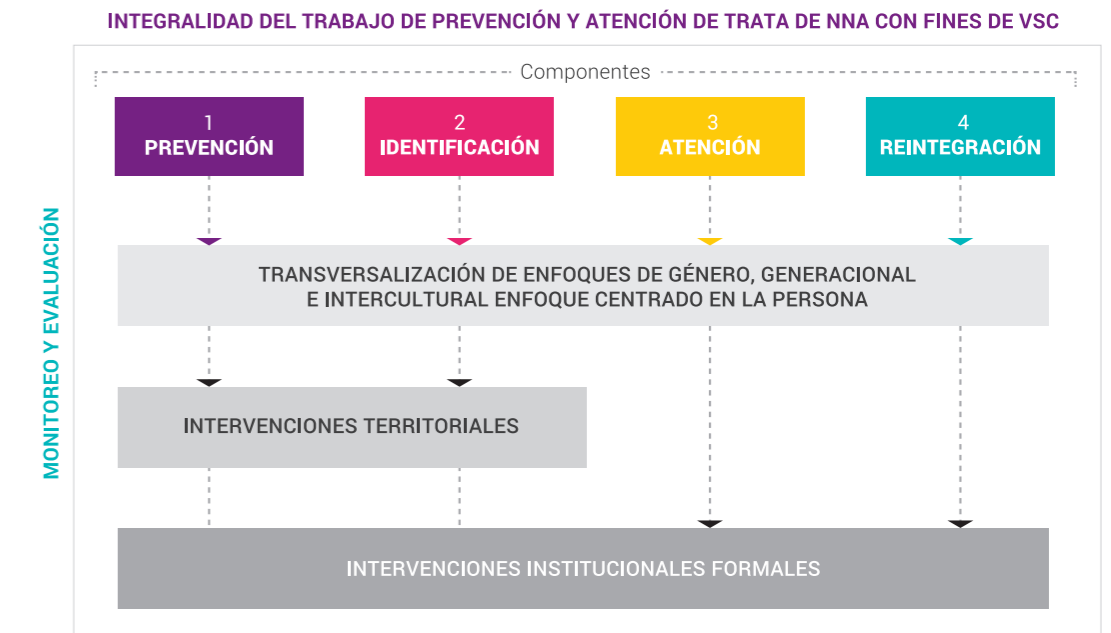 INTEGRALIDAD DEL TRABAJO DE PREVENCIÓN Y ATENCIÓN DE TRATA DE NNA CON FINES DE VSC
Componentes
1
PREVENCIÓN
2
IDENTIFICACIÓN
3
ATENCIÓN
4
REINTEGRACIÓN
MONITOREO Y EVALUACIÓN
TRANSVERSALIZACIÓN DE ENFOQUES DE GÉNERO, GENERACIONAL
E INTERCULTURAL ENFOQUE CENTRADO EN LA PERSONA
INTERVENCIONES TERRITORIALES
INTERVENCIONES INSTITUCIONALES FORMALES